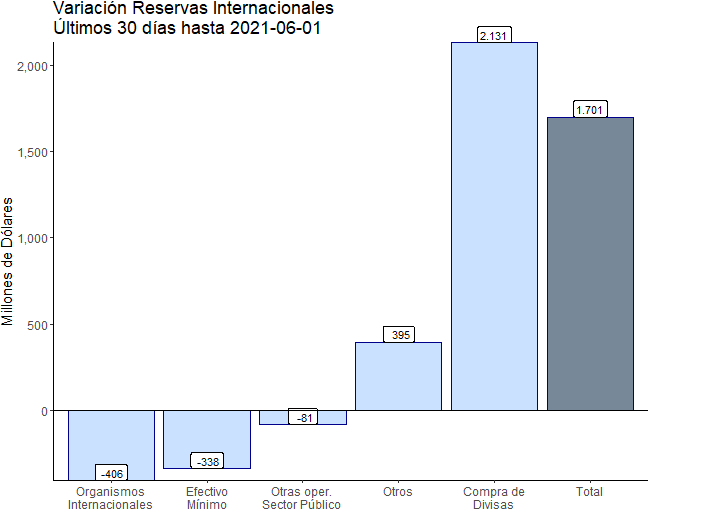 Variación Reservas Internacionales
Últimos 30 días hasta 2021-06-01
Millones de Dólares
2,000
1,500
1,000
500
0
-406
-338
-81
395
2.131
1.701
Organismos
Internacionales
Efectivo
Mínimo
Otras oper.
Sector Público
Otros
Compra de
Divisas
Total